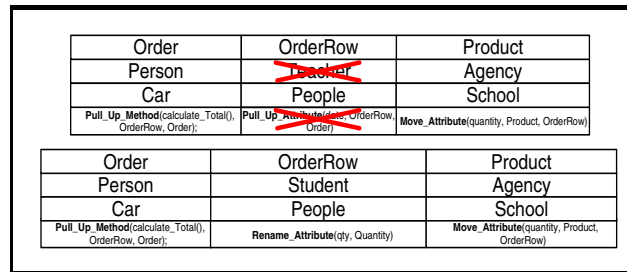 Order OrderRow Product
Person Teacher Agency
Car People School
Pull_Up_Method(calculate_Total(), Pull_Up_Attribute(date, OrderRow, Move_Attribute(quantity, Product, OrderRow)
OrderRow, Order); Order)
Order OrderRow Product
Person Student Agency
Car People School
Pull_Up_Method(calculate_Total(), Rename_Attribute(qty, Quantity) Move_Attribute(quantity, Product,
OrderRow, Order); OrderRow)